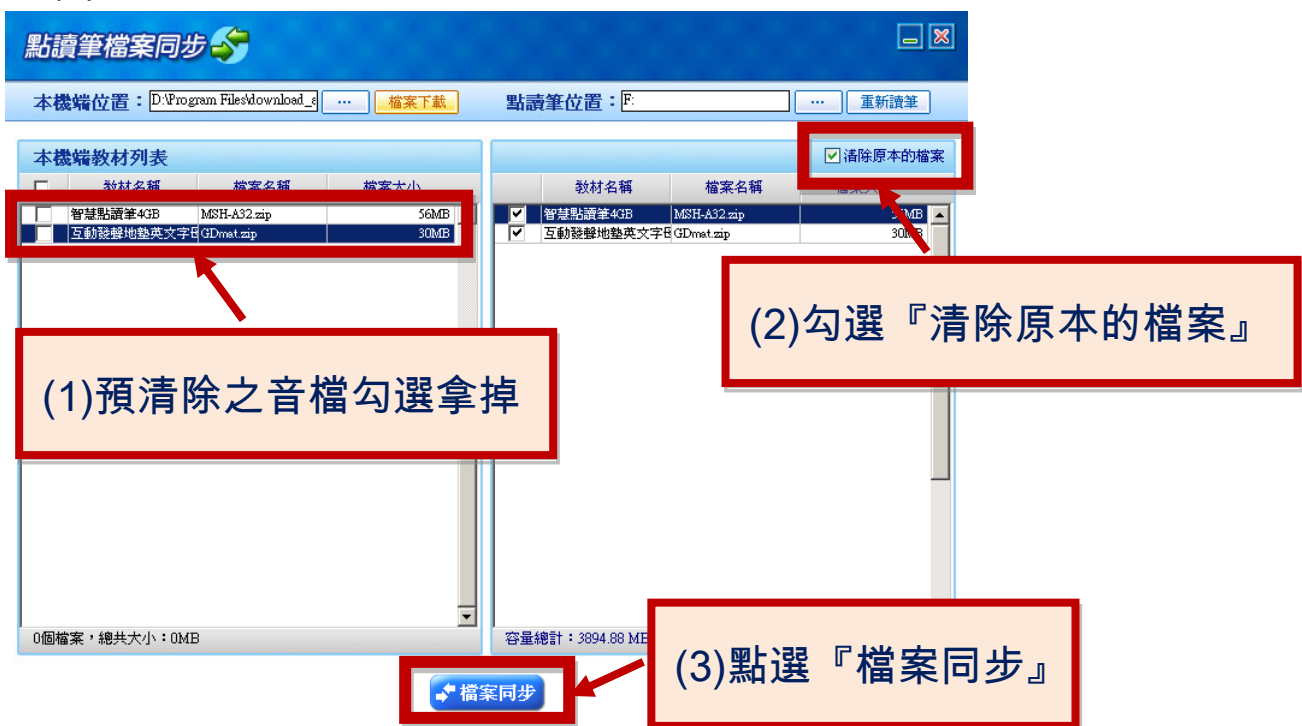 點讀筆檔案同步
本機端位置：D:\Program Files\download_ ... 檔案下載 點讀筆位置：F: ... 重新讀筆
本機端教材列表 清除原本的檔案
教材名稱 檔案名稱 檔案大小 教材名稱 檔案名稱
智慧點讀筆4GB MSH-A32.zip 56MB 智慧點讀筆4GB MSH-A32.zip MB
互動發聲地墊英文字母 GDmat.zip 30MB 互動發聲地墊英文字母 GDmat.zip 30MB
(2)勾選『清除原本的檔案』
(1)預清除之音檔勾選拿掉
0個檔案，總共大小：0MB 容量總計：3894.88 MB
(3)點選『檔案同步』
檔案同步